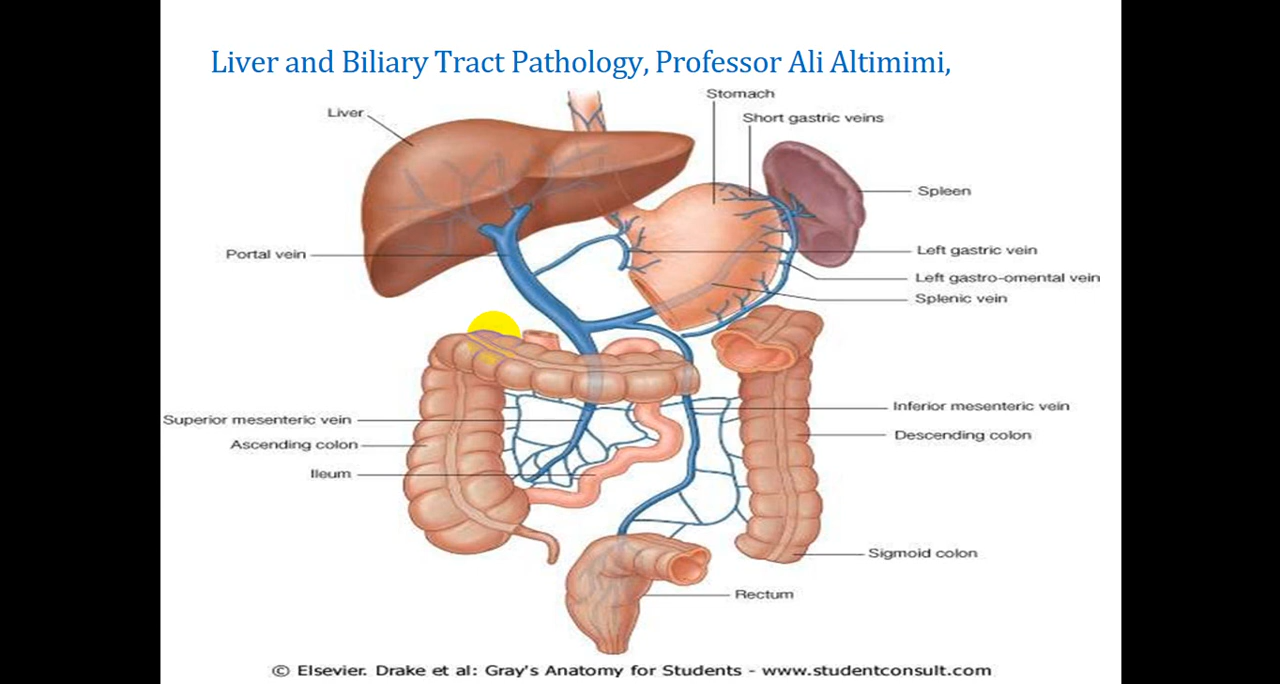 Liver and Biliary Tract Pathology, Professor Ali Altimimi,
Stomach
Liver
Short gastric veins
Spleen
Portal vein
Left gastric vein
Left gastro-omental vein
Splenic vein
Superior mesenteric vein
Inferior mesenteric vein
Ascending colon
Descending colon
Ileum
Sigmoid colon
Rectum
© Elsevier. Drake et al: Gray's Anatomy for Students - www.studentconsult.com